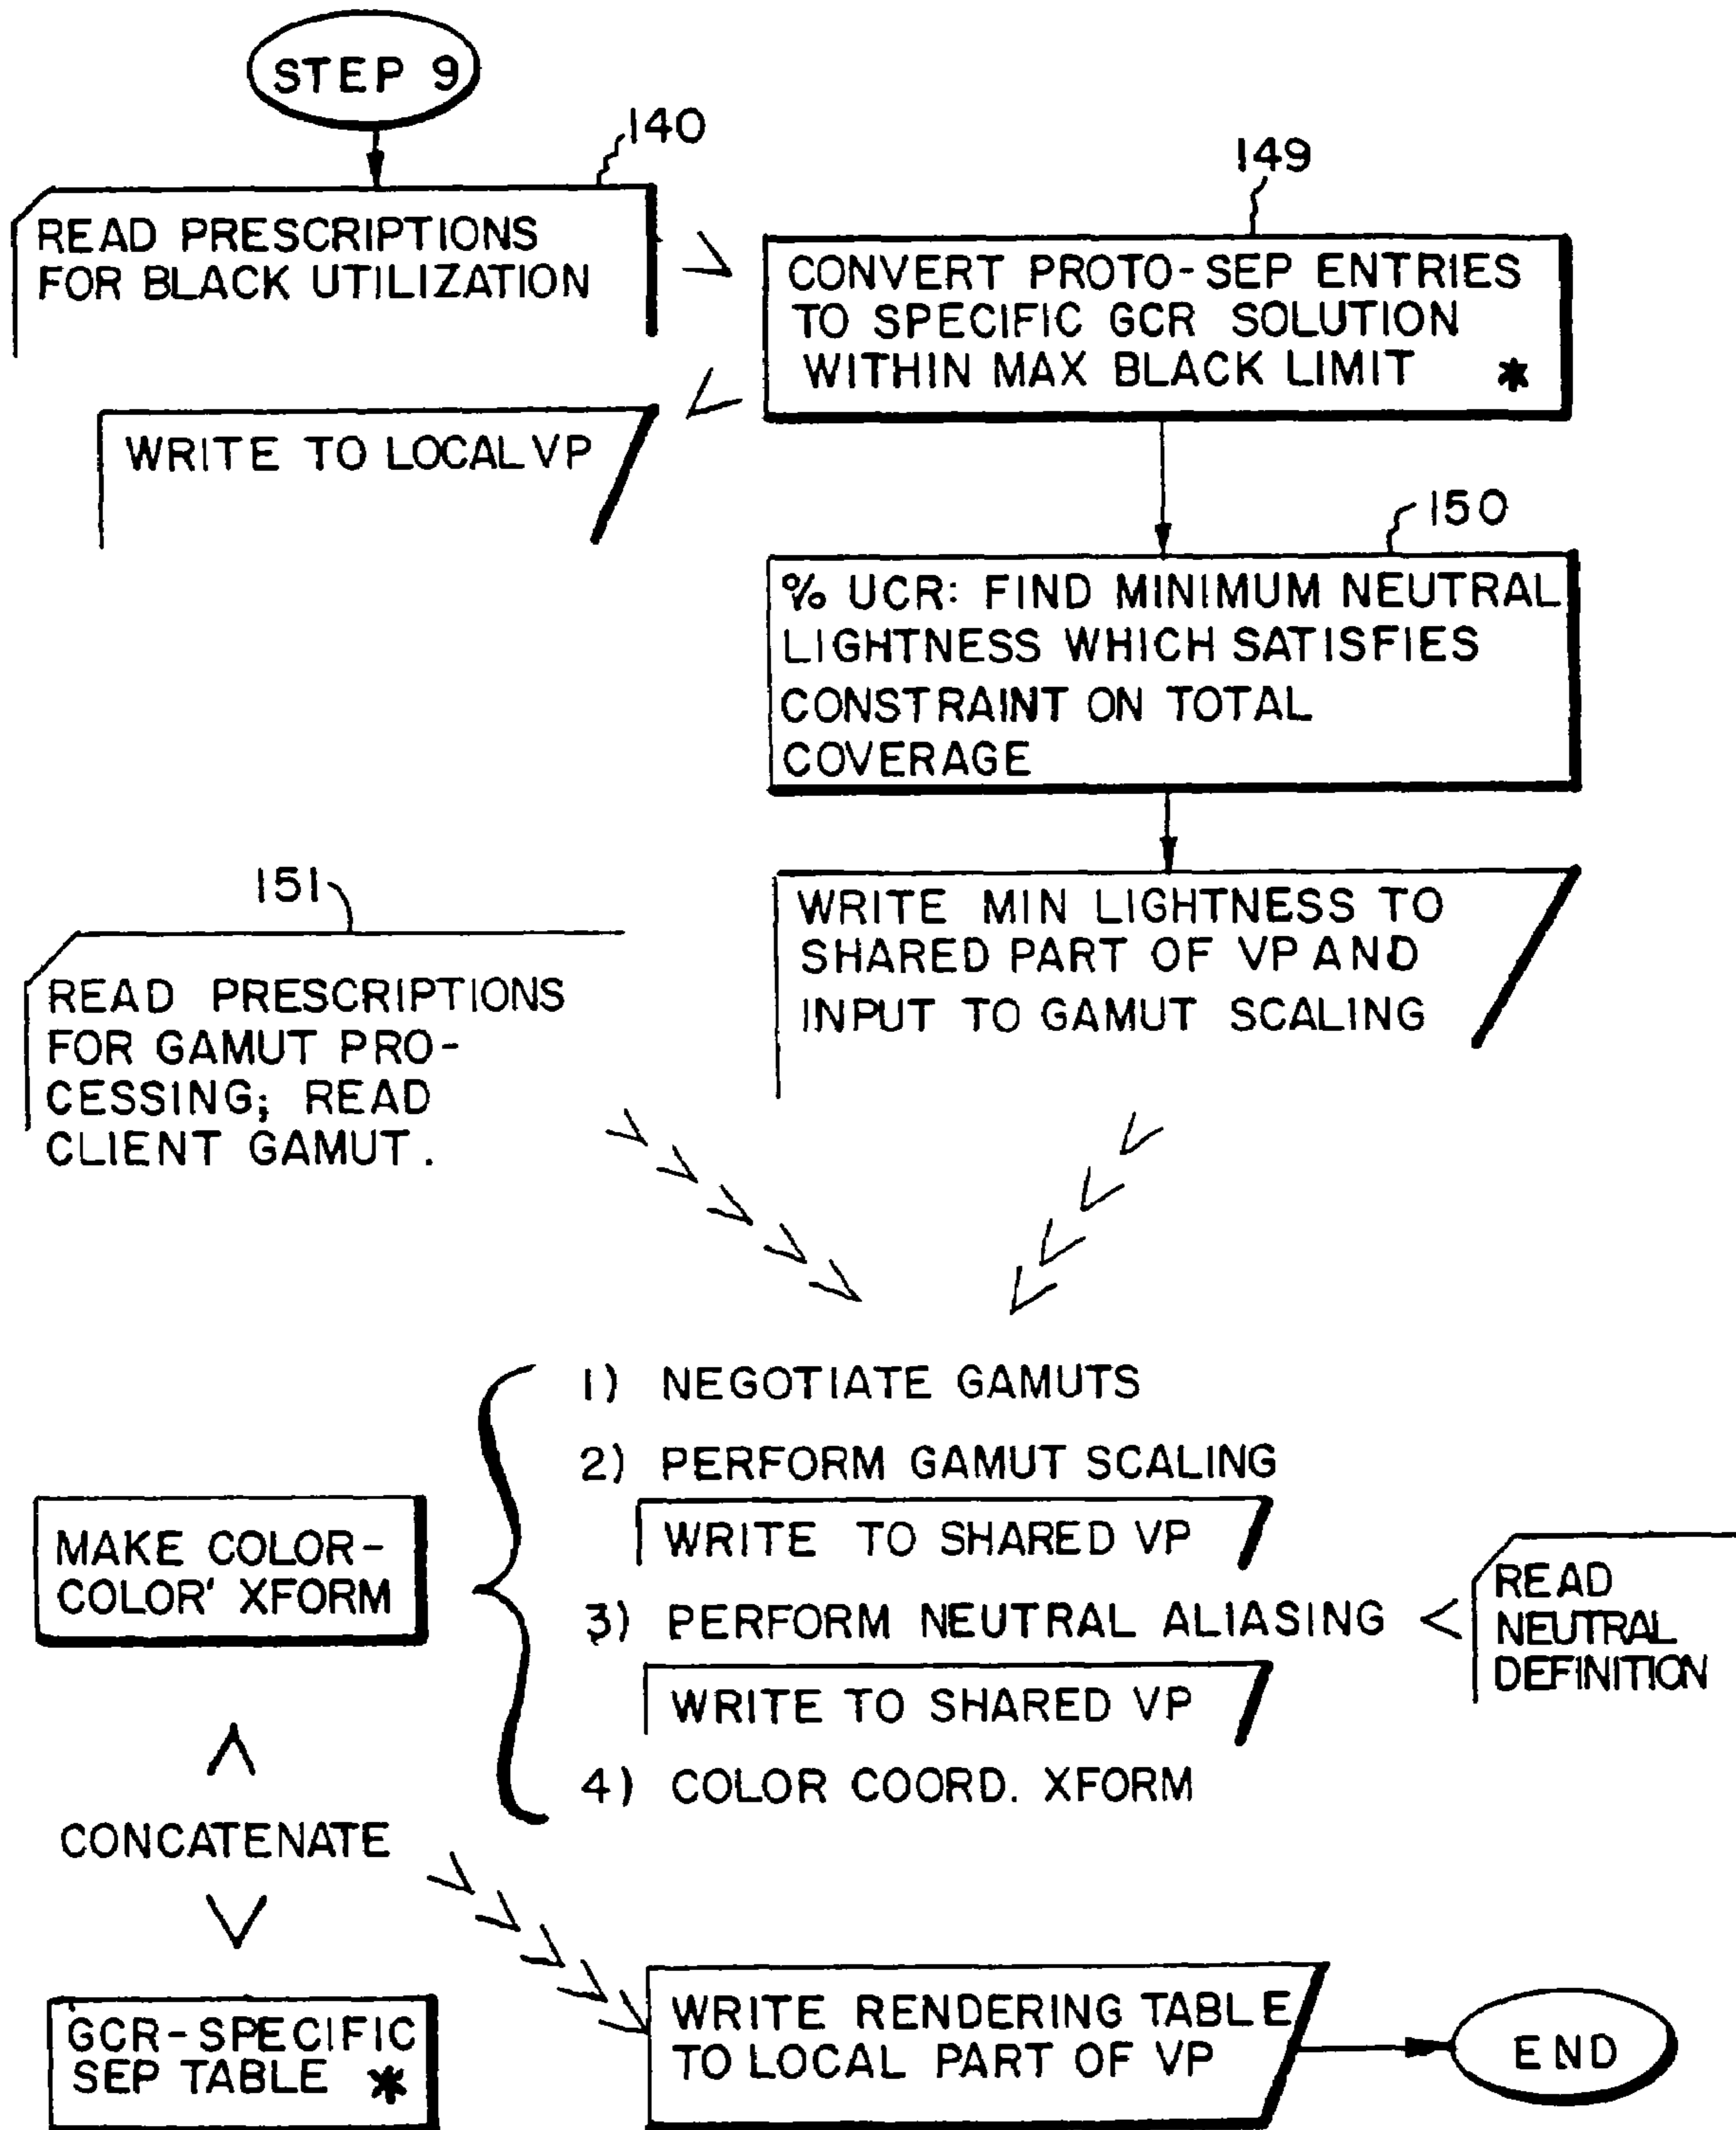 STEP 9
140
READ PRESCRIPTIONS
FOR BLACK UTILIZATION
149
CONVERT PROTO-SEP ENTRIES
TO SPECIFIC GCR SOLUTION
WITHIN MAX BLACK LIMIT *
WRITE TO LOCAL VP
150
% UCR: FIND MINIMUM NEUTRAL
LIGHTNESS WHICH SATISFIES
CONSTRAINT ON TOTAL
COVERAGE
WRITE MIN LIGHTNESS TO
SHARED PART OF VP AND
INPUT TO GAMUT SCALING
151
READ PRESCRIPTIONS
FOR GAMUT PRO-
CESSING; READ
CLIENT GAMUT.
MAKE COLOR-
COLOR' XFORM
1) NEGOTIATE GAMUTS
2) PERFORM GAMUT SCALING
WRITE TO SHARED VP
3) PERFORM NEUTRAL ALIASING
READ
NEUTRAL
DEFINITION
WRITE TO SHARED VP
4) COLOR COORD. XFORM
CONCATENATE
GCR-SPECIFIC
SEP TABLE *
WRITE RENDERING TABLE
TO LOCAL PART OF VP
END